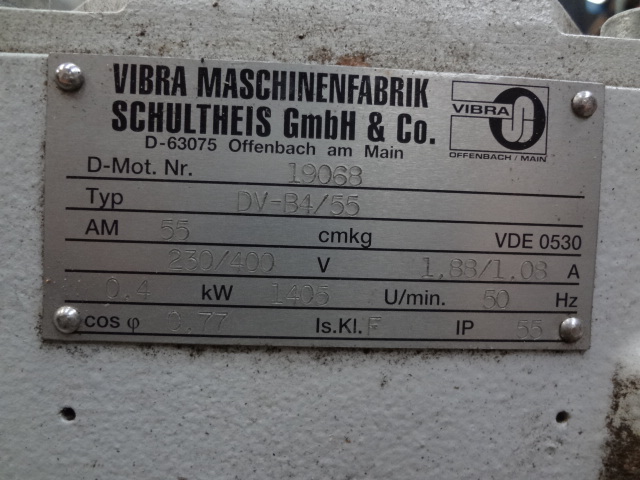 VIBRA MASCHINENFABRIK
SCHULTHEIS GmbH & Co.
D-63075 Offenbach am Main
VIBRA
OFFENBACH / MAIN
D-Mot. Nr. 19068
Typ DV-B4/55
AM 55 cmkg VDE 0530
230/400 V 1.88/1.08 A
0.4 kW 1405 U/min. 50 Hz
cos φ 0.77 Is.Kl. F IP 55